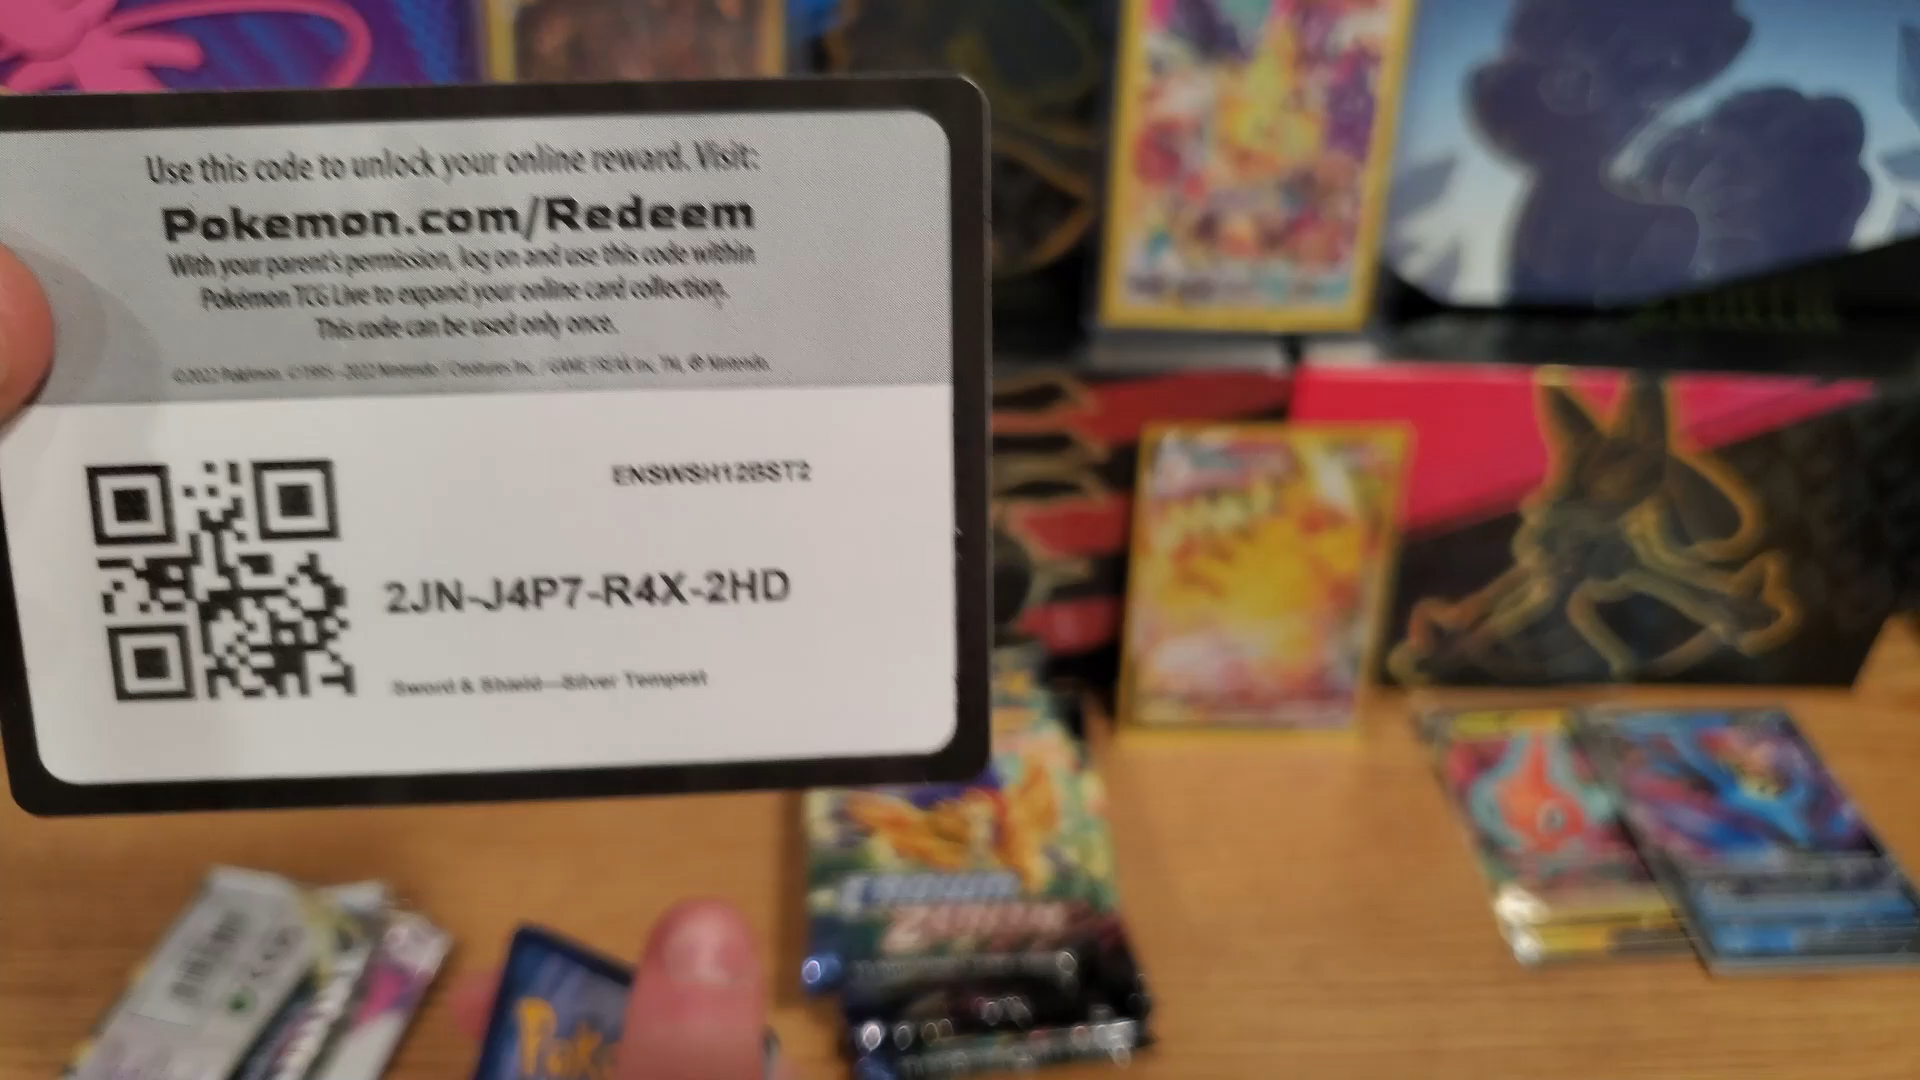 Use this code to unlock your online reward. Visit:
Pokemon.com/Redeem
With your parent's permission, log on and use this code within
Pokémon TCG Live to expand your online card collection.
This code can be used only once.
©2022 Pokémon. ©1995–2022 Nintendo / Creatures Inc. / GAME FREAK inc. TM, ® Nintendo.
ENSWSH12BST2
2JN-J4P7-R4X-2HD
Sword & Shield—Silver Tempest
CROWN
ZENITH